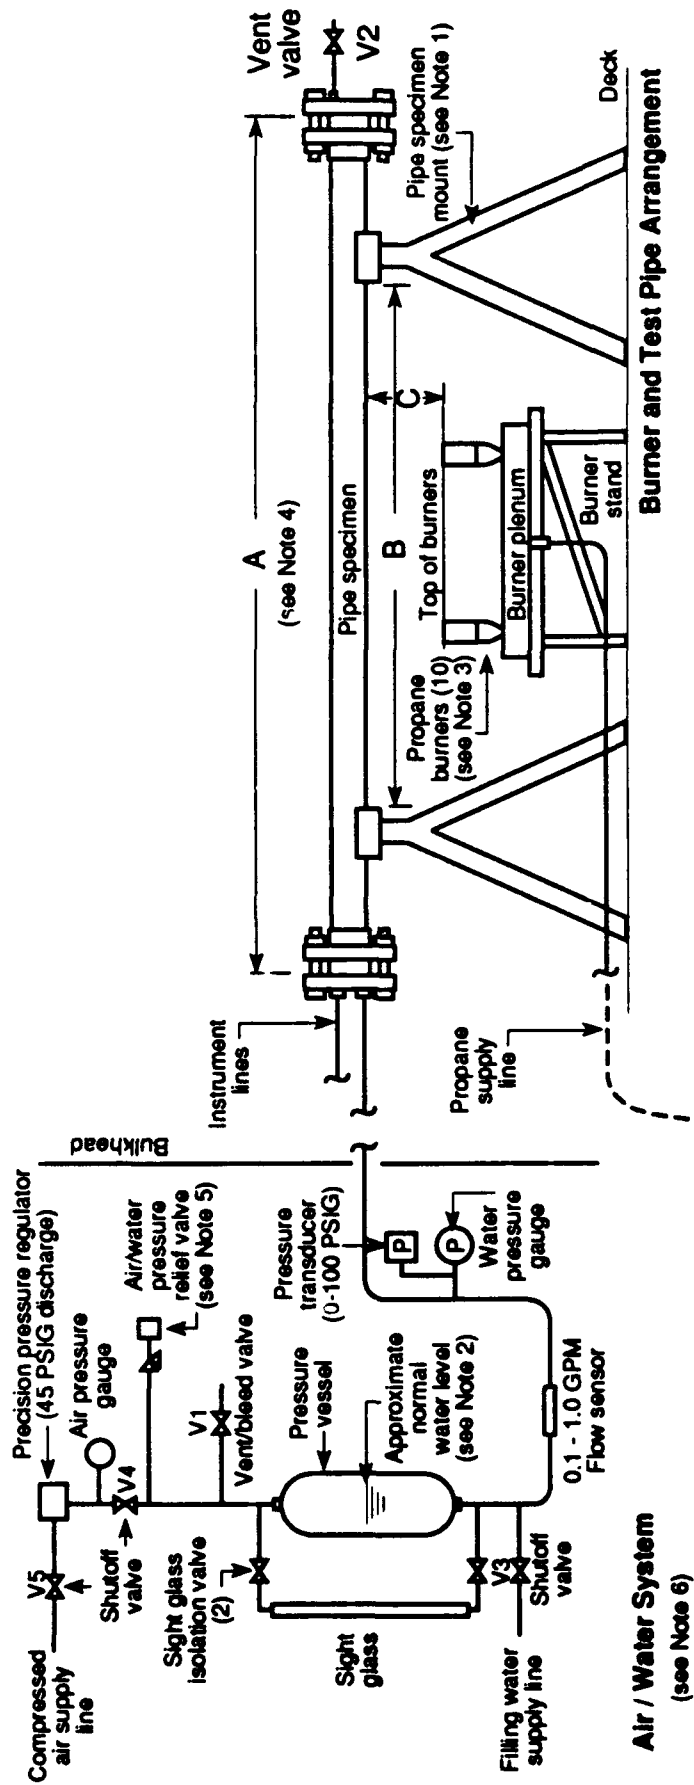 Compressed
air supply
line
V5
Precision pressure regulator
(45 PSIG discharge)
Air pressure
gauge
Shutoff
valve
V4
Air/water
pressure
relief valve
(see Note 5)
V1
Vent/bleed valve
Sight glass
isolation valve
(2)
Pressure
vessel
Approximate
normal
water level
(see Note 2)
Sight
glass
V3
Shutoff
valve
Filling water
supply line
0.1 - 1.0 GPM
Flow sensor
Pressure
transducer
(0-100 PSIG)
P
P
Water
pressure
gauge
Bulkhead
Air / Water System
(see Note 6)
Instrument
lines
Propane
supply
line
A
(see Note 4)
Pipe specimen
B
C
Top of burners
Propane
burners (10)
(see Note 3)
Burner plenum
Burner
stand
Vent
valve
V2
Pipe specimen
mount (see Note 1)
Deck
Burner and Test Pipe Arrangement